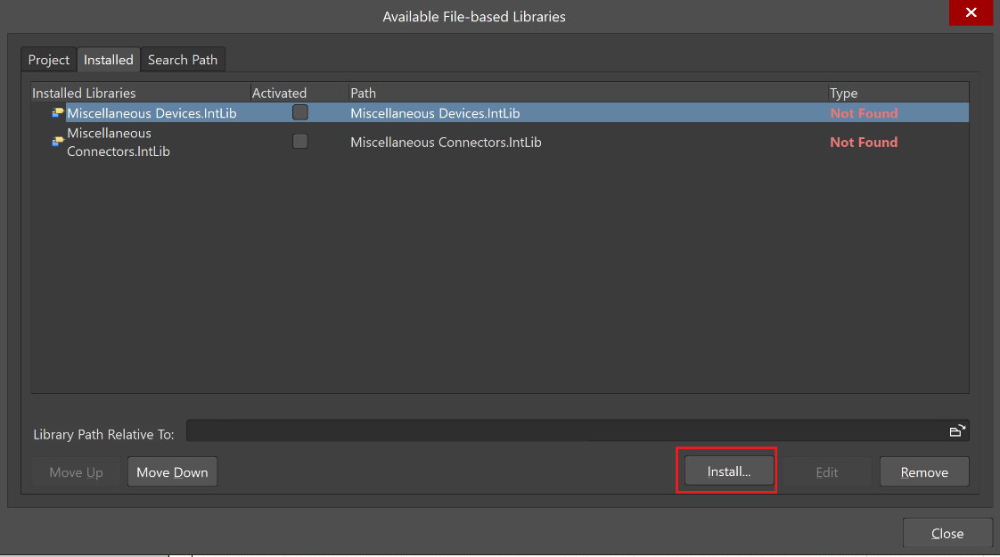 Available File-based Libraries
Project Installed Search Path
Installed Libraries Activated Path Type
Miscellaneous Devices.IntLib Miscellaneous Devices.IntLib Not Found
Miscellaneous
Connectors.IntLib Miscellaneous Connectors.IntLib Not Found
Library Path Relative To:
Move Up Move Down Install... Edit Remove
Close